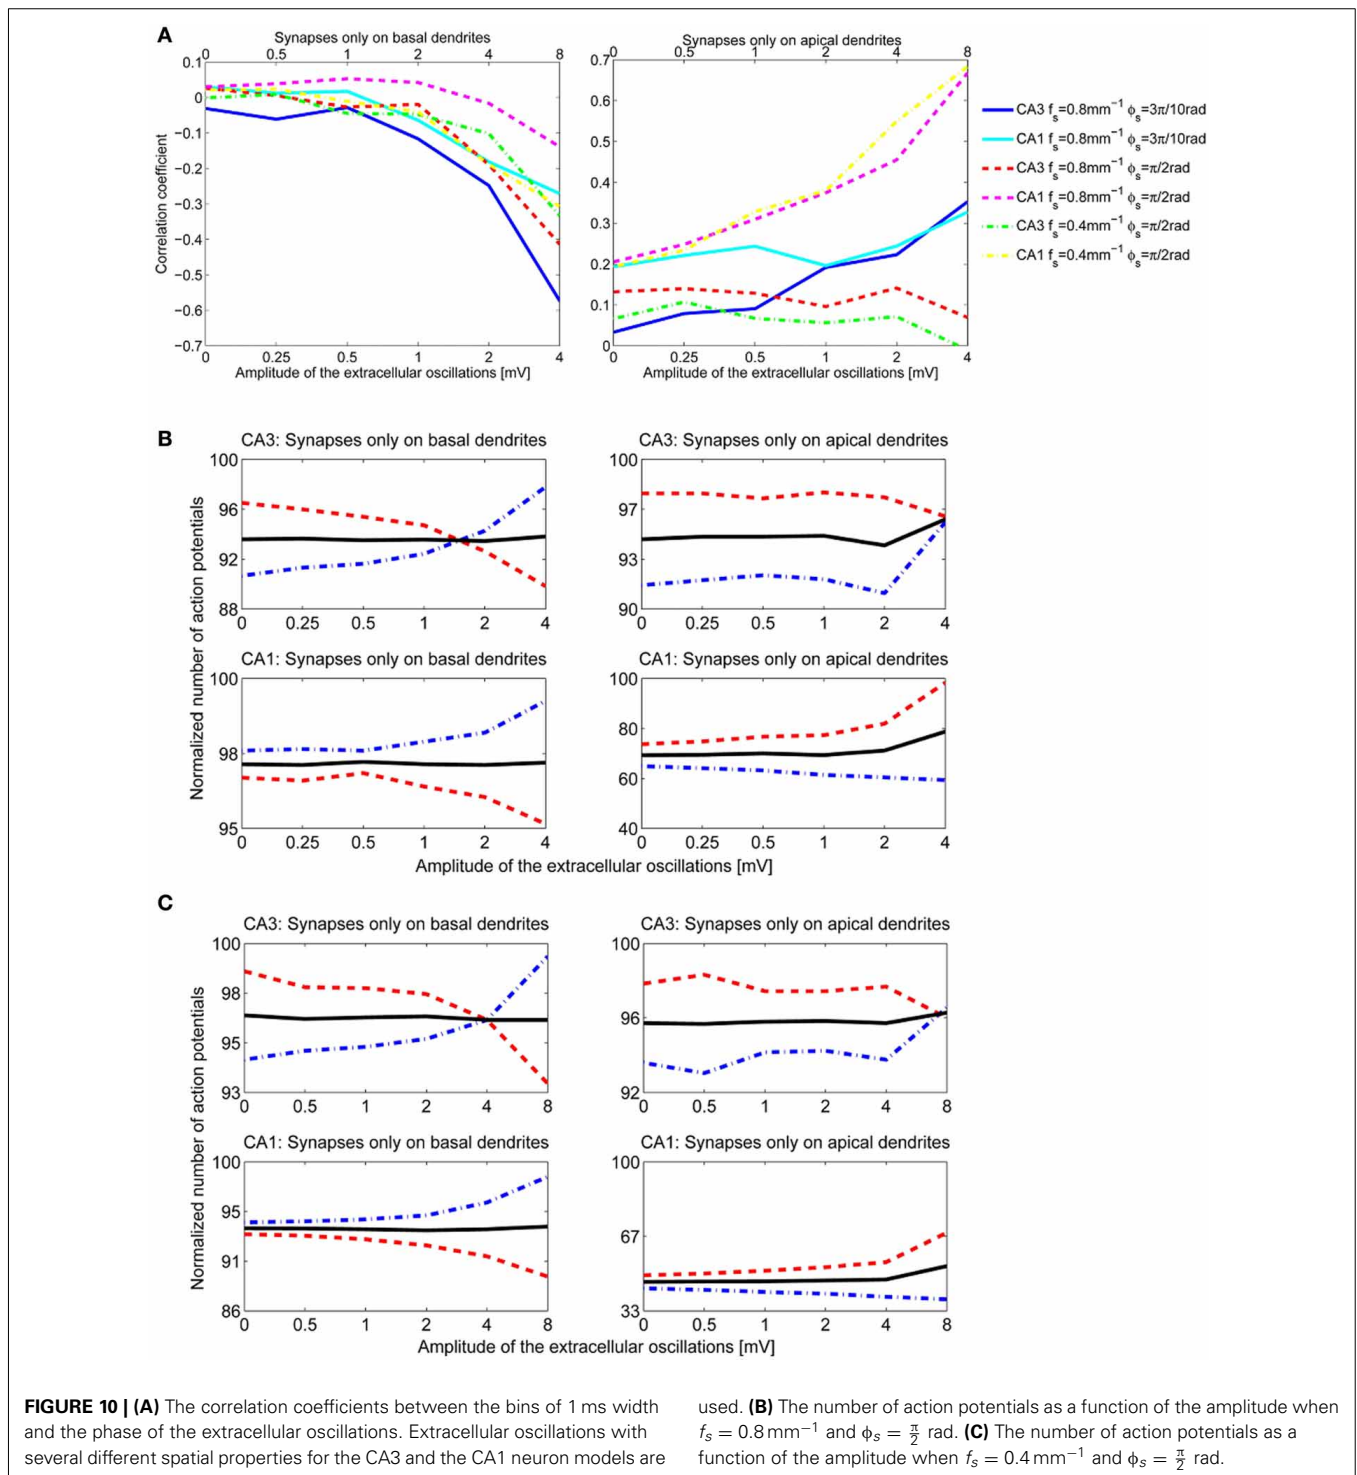 A
Synapses only on basal dendrites
0 0.5 1 2 4 8
0.1
0
−0.1
−0.2
−0.3
−0.4
−0.5
−0.6
−0.7
Correlation coefficient
0 0.25 0.5 1 2 4
Amplitude of the extracellular oscillations [mV]
Synapses only on apical dendrites
0 0.5 1 2 4 8
0.7
0.6
0.5
0.4
0.3
0.2
0.1
0
0 0.25 0.5 1 2 4
Amplitude of the extracellular oscillations [mV]
CA3 fs=0.8mm−1 ϕs=3π/10rad
CA1 fs=0.8mm−1 ϕs=3π/10rad
CA3 fs=0.8mm−1 ϕs=π/2rad
CA1 fs=0.8mm−1 ϕs=π/2rad
CA3 fs=0.4mm−1 ϕs=π/2rad
CA1 fs=0.4mm−1 ϕs=π/2rad
B
Normalized number of action potentials
CA3: Synapses only on basal dendrites
100
96
92
88
0 0.25 0.5 1 2 4
CA3: Synapses only on apical dendrites
100
97
93
90
0 0.25 0.5 1 2 4
CA1: Synapses only on basal dendrites
100
98
95
0 0.25 0.5 1 2 4
CA1: Synapses only on apical dendrites
100
80
60
40
0 0.25 0.5 1 2 4
Amplitude of the extracellular oscillations [mV]
C
Normalized number of action potentials
CA3: Synapses only on basal dendrites
100
98
95
93
0 0.5 1 2 4 8
CA3: Synapses only on apical dendrites
100
96
92
0 0.5 1 2 4 8
CA1: Synapses only on basal dendrites
100
95
91
86
0 0.5 1 2 4 8
CA1: Synapses only on apical dendrites
100
67
33
0 0.5 1 2 4 8
Amplitude of the extracellular oscillations [mV]
FIGURE 10 | (A) The correlation coefficients between the bins of 1 ms width
and the phase of the extracellular oscillations. Extracellular oscillations with
several different spatial properties for the CA3 and the CA1 neuron models are
used. (B) The number of action potentials as a function of the amplitude when
fs = 0.8 mm−1 and ϕs = π/2 rad. (C) The number of action potentials as a
function of the amplitude when fs = 0.4 mm−1 and ϕs = π/2 rad.